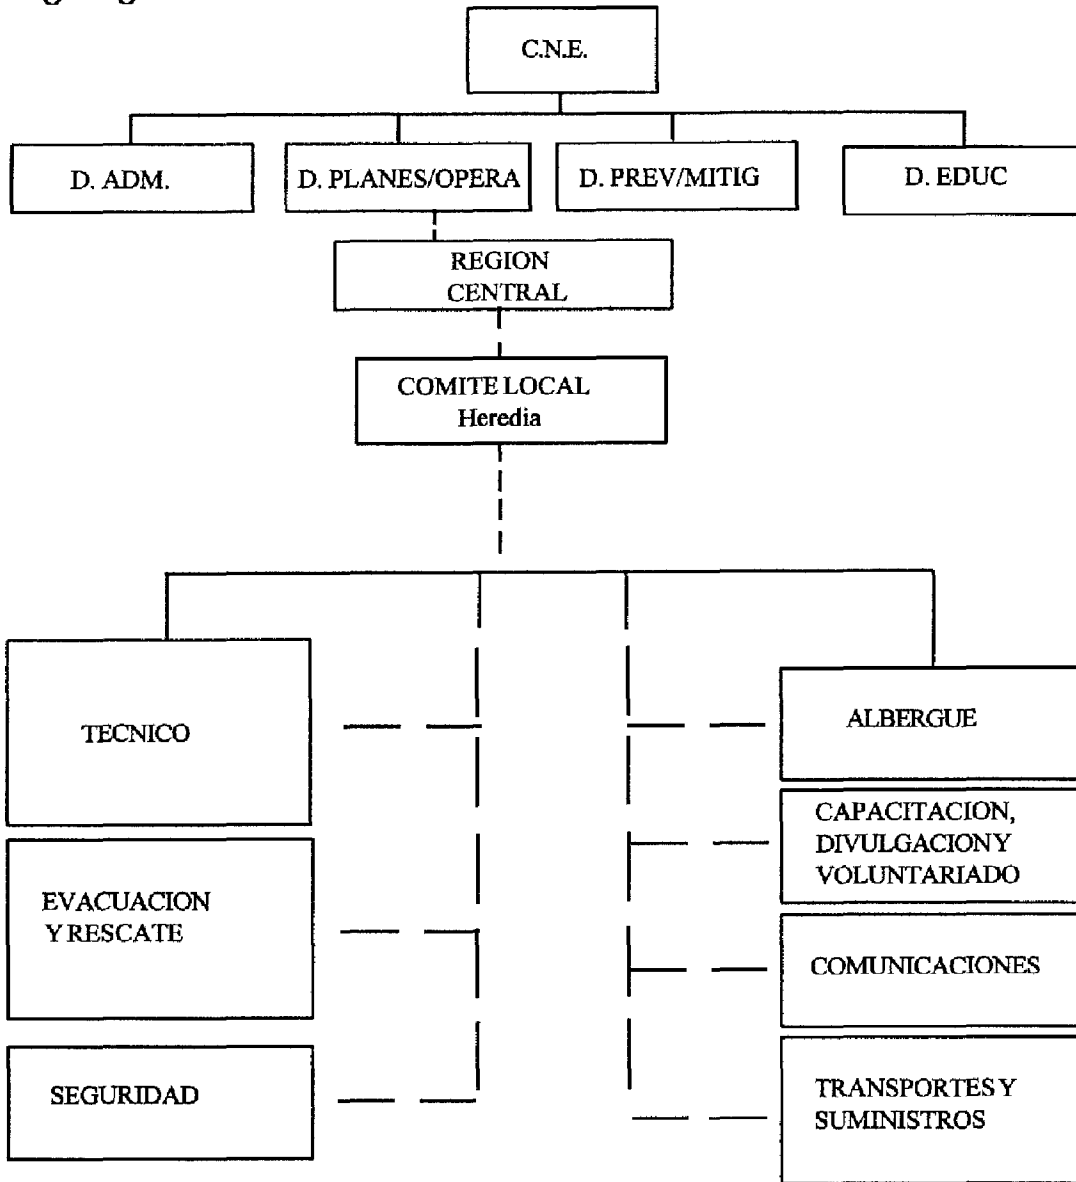 C.N.E.
D. ADM.
D. PLANES/OPERA
D. PREV/MITIG
D. EDUC
REGION
CENTRAL
COMITE LOCAL
Heredia
TECNICO
EVACUACION
Y RESCATE
SEGURIDAD
ALBERGUE
CAPACITACION,
DIVULGACION Y
VOLUNTARIADO
COMUNICACIONES
TRANSPORTES Y
SUMINISTROS